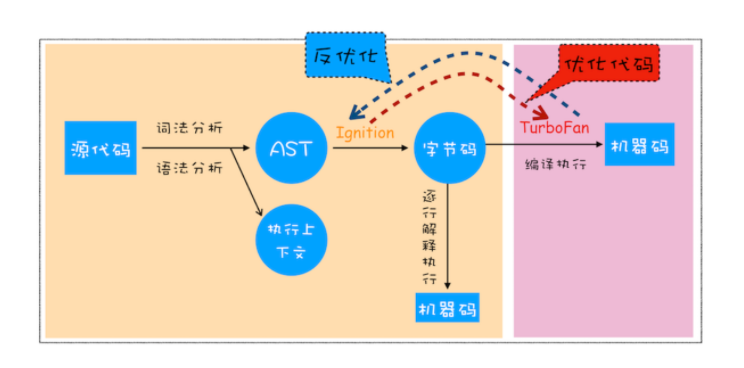 反优化
优化代码
源代码
词法分析
语法分析
AST
Ignition
字节码
TurboFan
编译执行
机器码
执行上
下文
逐行解释执行
机器码